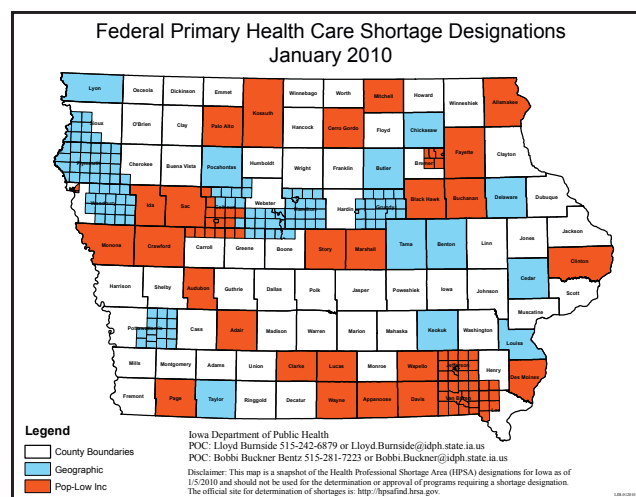 Federal Primary Health Care Shortage Designations
January 2010
Lyon
Osceola
Dickinson
Emmet
Kossuth
Winnebago
Worth
Mitchell
Howard
Winneshiek
Allamakee
Sioux
O'Brien
Clay
Palo Alto
Hancock
Cerro Gordo
Floyd
Chickasaw
Fayette
Clayton
Plymouth
Cherokee
Buena Vista
Pocahontas
Humboldt
Wright
Franklin
Butler
Bremer
Woodbury
Ida
Sac
Calhoun
Webster
Hamilton
Hardin
Grundy
Black Hawk
Buchanan
Delaware
Dubuque
Monona
Crawford
Carroll
Greene
Boone
Story
Marshall
Tama
Benton
Linn
Jones
Jackson
Clinton
Harrison
Shelby
Audubon
Guthrie
Dallas
Polk
Jasper
Poweshiek
Iowa
Johnson
Cedar
Scott
Muscatine
Pottawattamie
Cass
Adair
Madison
Warren
Marion
Mahaska
Keokuk
Washington
Louisa
Mills
Montgomery
Adams
Union
Clarke
Lucas
Monroe
Wapello
Jefferson
Henry
Des Moines
Fremont
Page
Taylor
Ringgold
Decatur
Wayne
Appanoose
Davis
Van Buren
Lee
Legend
County Boundaries
Geographic
Pop-Low Inc
Iowa Department of Public Health
POC: Lloyd Burnside 515-242-6879 or Lloyd.Burnside@idph.state.ia.us
POC: Bobbi Buckner Bentz 515-281-7223 or Bobbi.Buckner@idph.state.ia.us
Disclaimer: This map is a snapshot of the Health Professional Shortage Area (HPSA) designations for Iowa as of
1/5/2010 and should not be used for the determination or approval of programs requiring a shortage designation.
The official site for determination of shortages is: http://hpsafind.hrsa.gov.